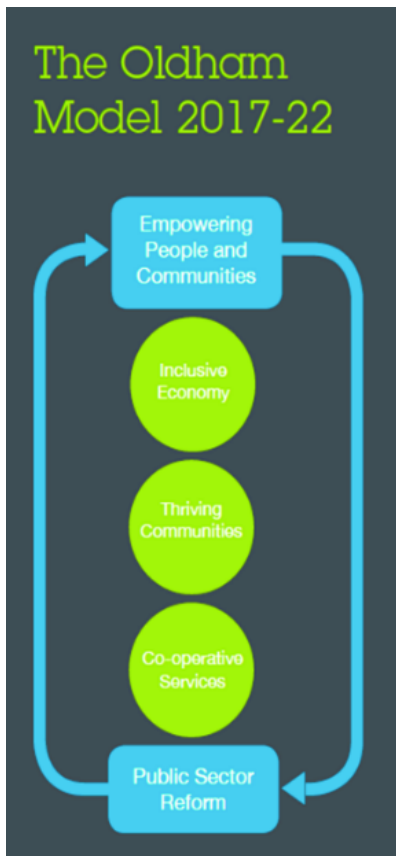 The Oldham
Model 2017-22
Empowering
People and
Communities
Inclusive
Economy
Thriving
Communities
Co-operative
Services
Public Sector
Reform